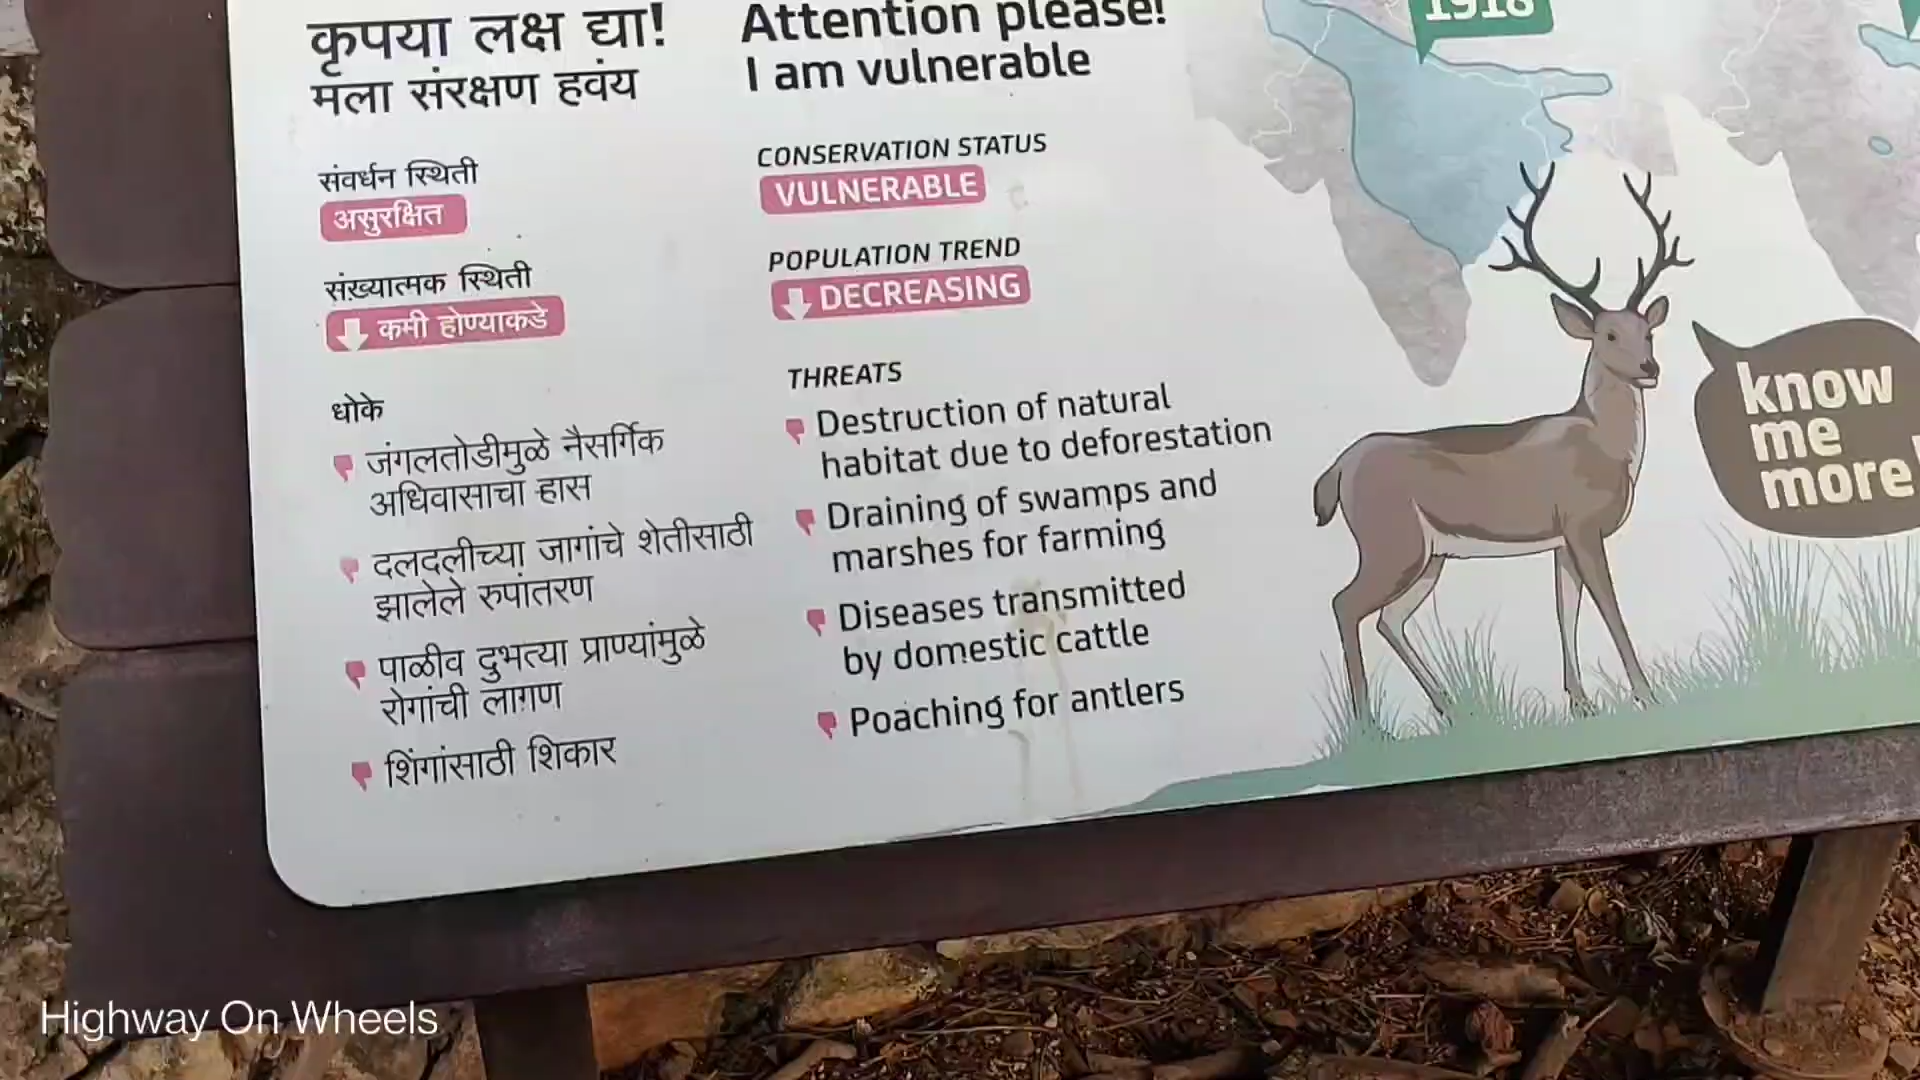 कृपया लक्ष द्या!
मला संरक्षण हवंय
संवर्धन स्थिती
असुरक्षित
संख्यात्मक स्थिती
कमी होण्याकडे
धोके
जंगलतोडीमुळे नैसर्गिक
अधिवासाचा ऱ्हास
दलदलीच्या जागांचे शेतीसाठी
झालेले रुपांतरण
पाळीव दुभत्या प्राण्यांमुळे
रोगांची लागण
शिंगांसाठी शिकार
Attention please!
I am vulnerable
CONSERVATION STATUS
VULNERABLE
POPULATION TREND
DECREASING
THREATS
Destruction of natural
habitat due to deforestation
Draining of swamps and
marshes for farming
Diseases transmitted
by domestic cattle
Poaching for antlers
1918
know
me
more!
Highway On Wheels